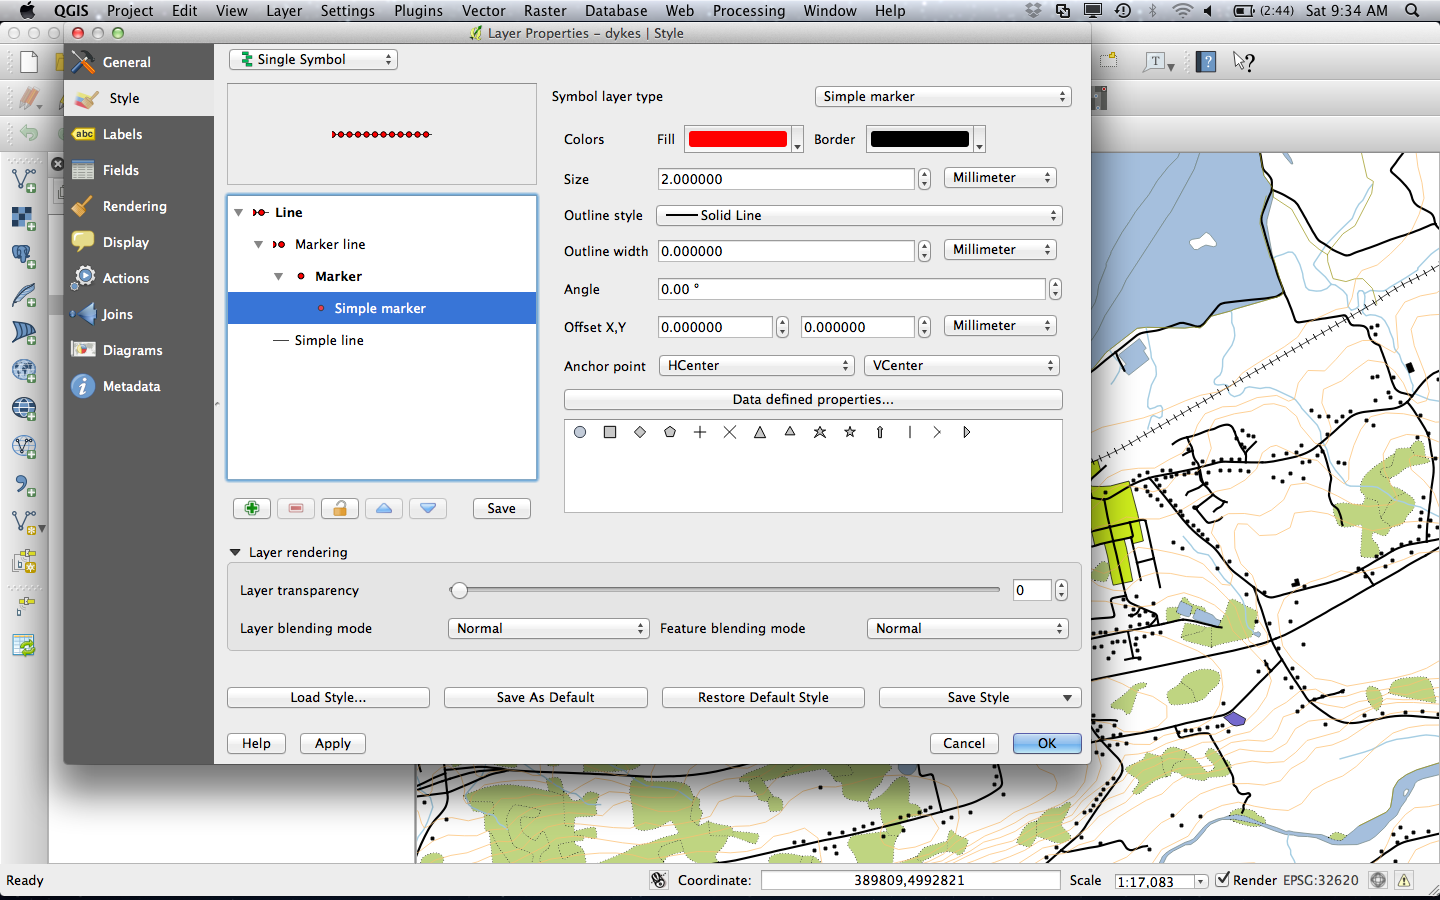 QGIS Project Edit View Layer Settings Plugins Vector Raster Database Web Processing Window Help (2:44) Sat 9:34 AM
Layer Properties – dykes | Style
General
Style
abc Labels
Fields
Rendering
Display
Actions
Joins
Diagrams
Metadata
Single Symbol
Line
Marker line
Marker
Simple marker
Simple line
Save
Symbol layer type Simple marker
Colors Fill Border
Size 2.000000 Millimeter
Outline style Solid Line
Outline width 0.000000 Millimeter
Angle 0.00 °
Offset X,Y 0.000000 0.000000 Millimeter
Anchor point HCenter VCenter
Data defined properties...
Layer rendering
Layer transparency 0
Layer blending mode Normal Feature blending mode Normal
Load Style... Save As Default Restore Default Style Save Style
Help Apply Cancel OK
T ? ?
Ready Coordinate: 389809,4992821 Scale 1:17,083 Render EPSG:32620